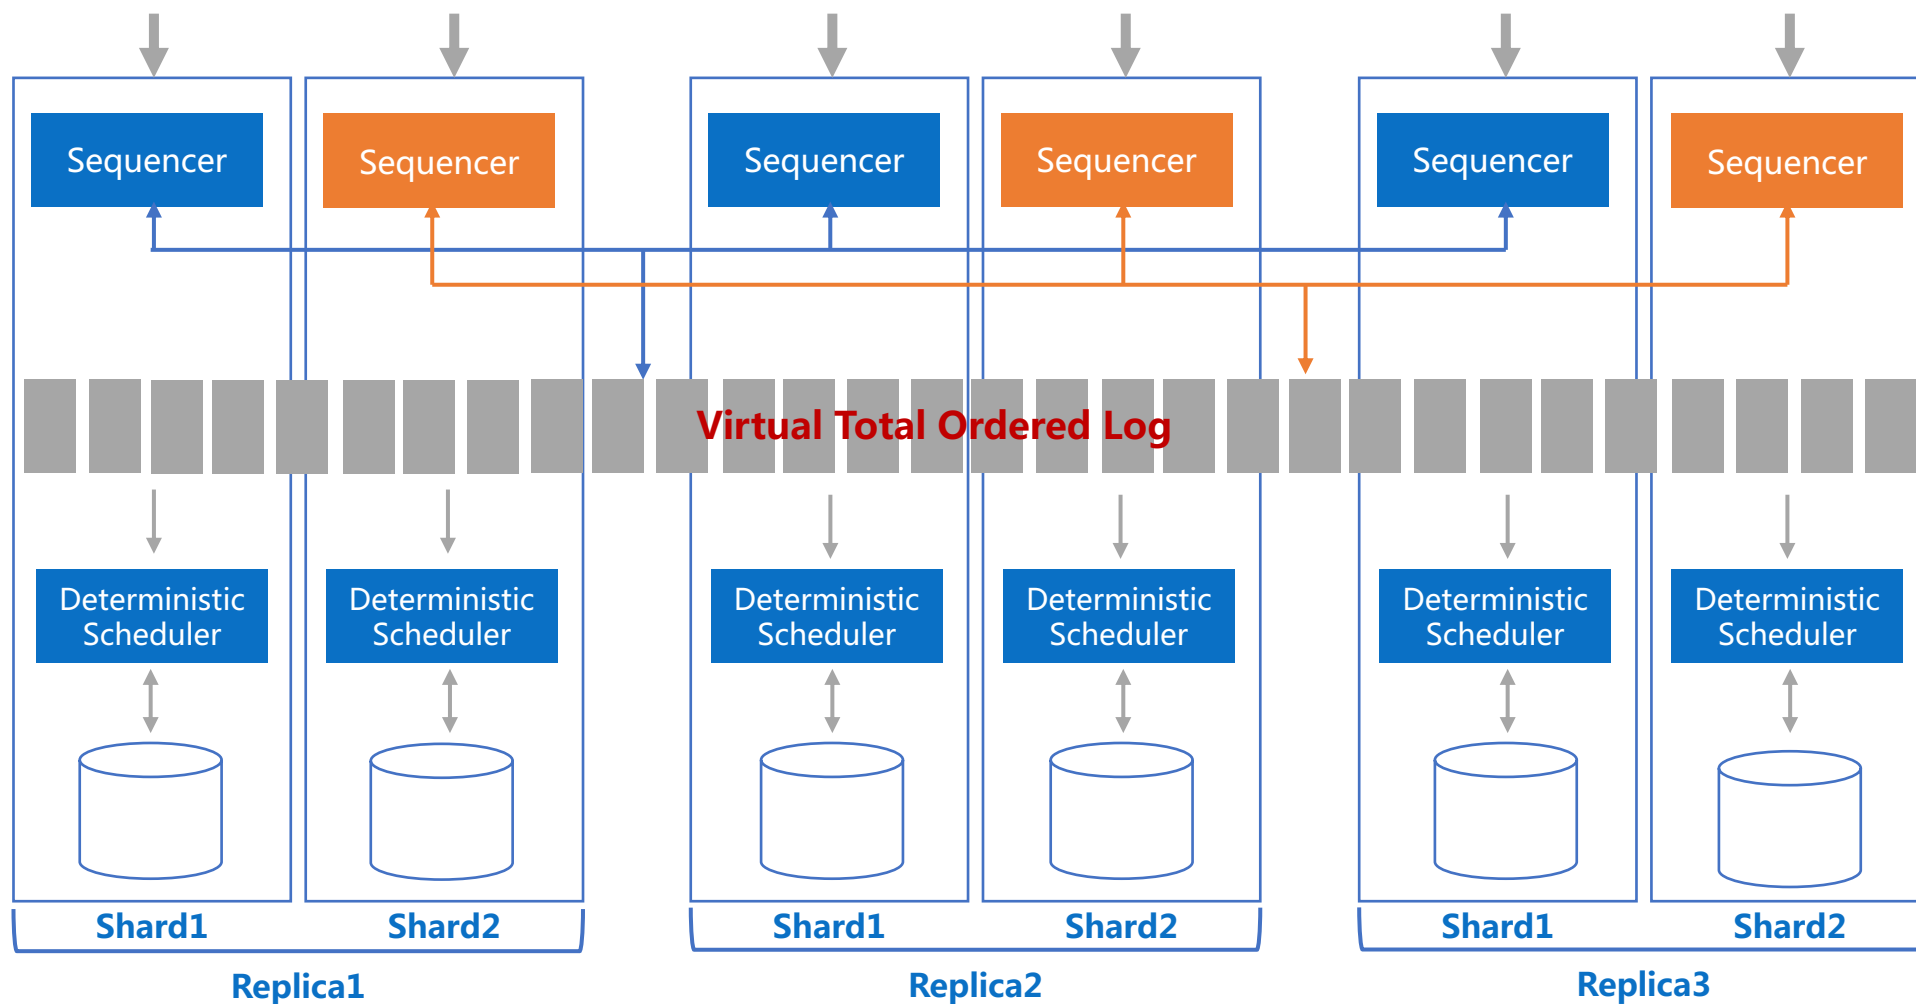 Sequencer
Sequencer
Sequencer
Sequencer
Sequencer
Sequencer
Virtual Total Ordered Log
Deterministic
Scheduler
Deterministic
Scheduler
Deterministic
Scheduler
Deterministic
Scheduler
Deterministic
Scheduler
Deterministic
Scheduler
Shard1
Shard2
Shard1
Shard2
Shard1
Shard2
Replica1
Replica2
Replica3